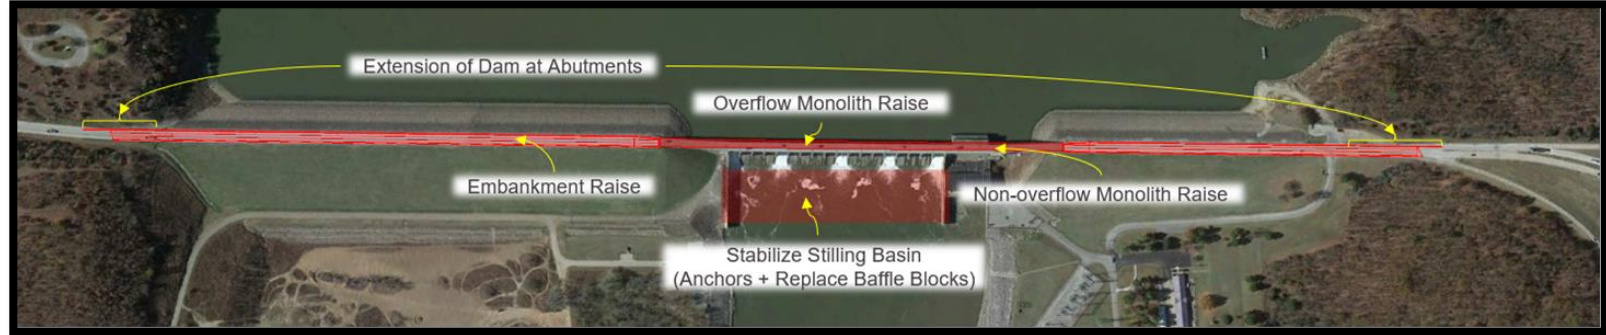 Extension of Dam at Abutments
Overflow Monolith Raise
Embankment Raise
Non-overflow Monolith Raise
Stabilize Stilling Basin
(Anchors + Replace Baffle Blocks)